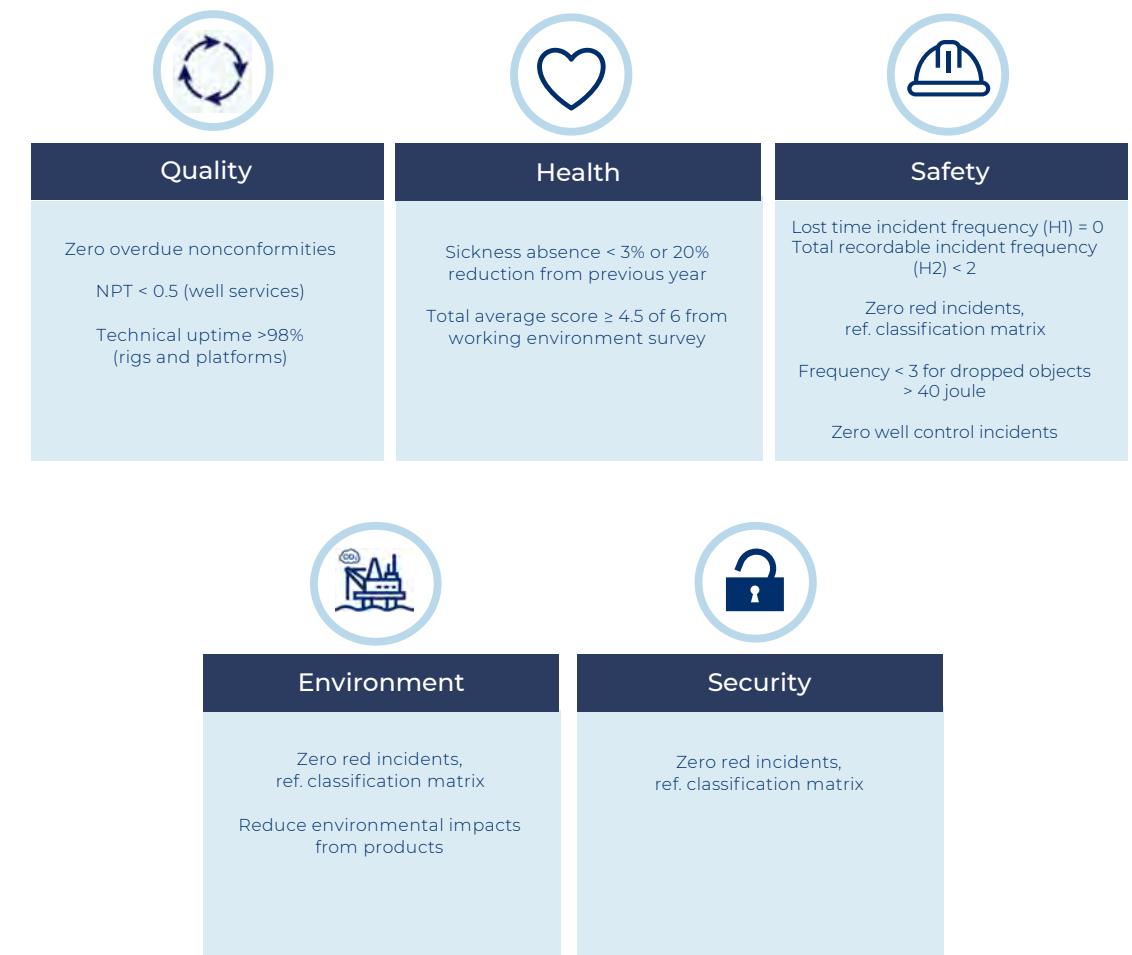 Quality
Zero overdue nonconformities
NPT < 0.5 (well services)
Technical uptime >98%
(rigs and platforms)
Health
Sickness absence < 3% or 20%
reduction from previous year
Total average score ≥ 4.5 of 6 from
working environment survey
Safety
Lost time incident frequency (H1) = 0
Total recordable incident frequency
(H2) < 2
Zero red incidents,
ref. classification matrix
Frequency < 3 for dropped objects
> 40 joule
Zero well control incidents
CO₂
Environment
Zero red incidents,
ref. classification matrix
Reduce environmental impacts
from products
Security
Zero red incidents,
ref. classification matrix